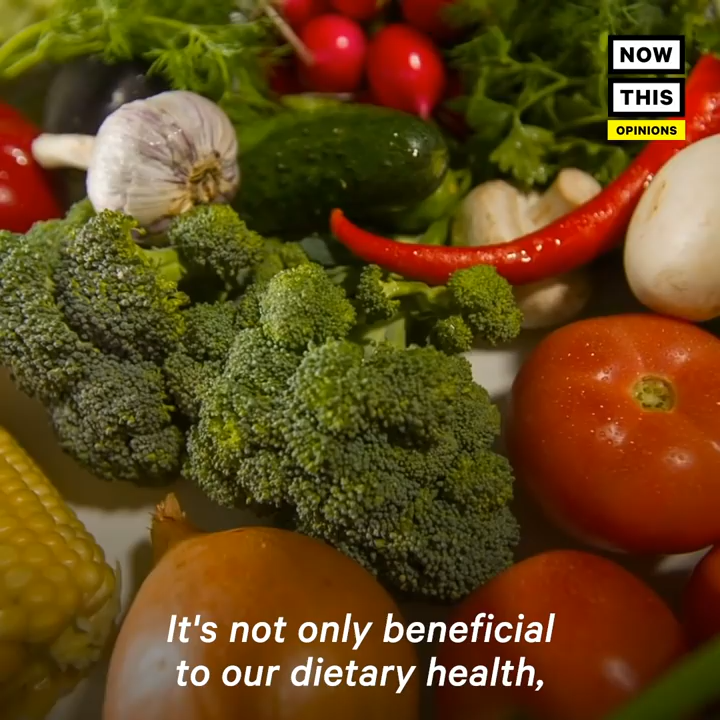 NOW
THIS
OPINIONS
It's not only beneficial
to our dietary health,